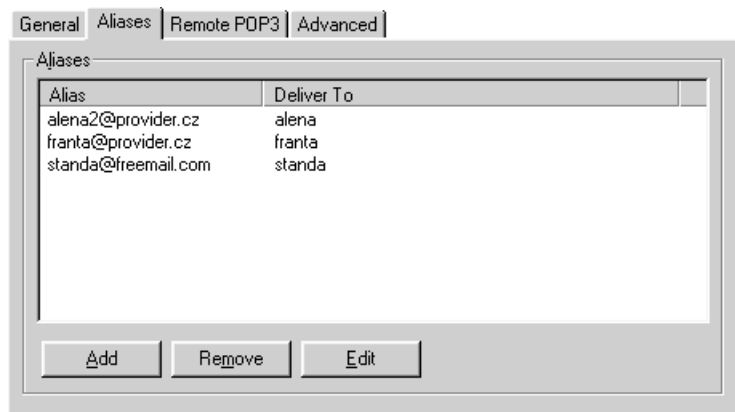 General Aliases Remote POP3 Advanced
Aliases
Alias Deliver To
alena2@provider.cz alena
franta@provider.cz franta
standa@freemail.com standa
Add Remove Edit